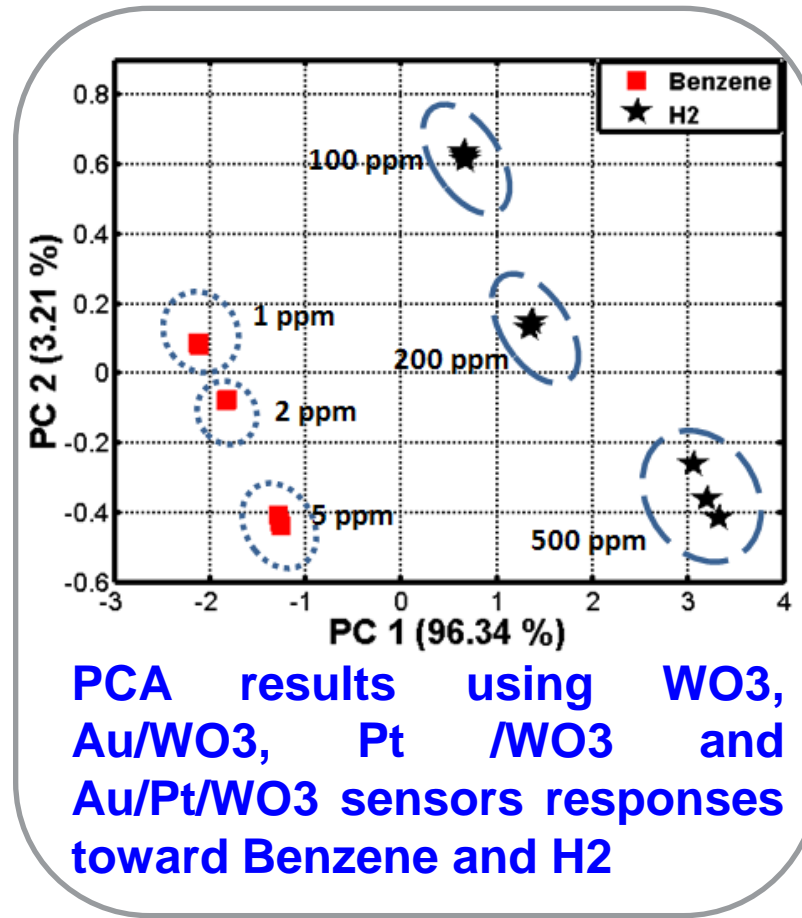 0.8
0.6
0.4
0.2
0
-0.2
-0.4
-0.6
PC 2 (3.21 %)
Benzene
H2
100 ppm
1 ppm
200 ppm
2 ppm
5 ppm
500 ppm
-3 -2 -1 0 1 2 3 4
PC 1 (96.34 %)
PCA results using WO3,
Au/WO3, Pt /WO3 and
Au/Pt/WO3 sensors responses
toward Benzene and H2